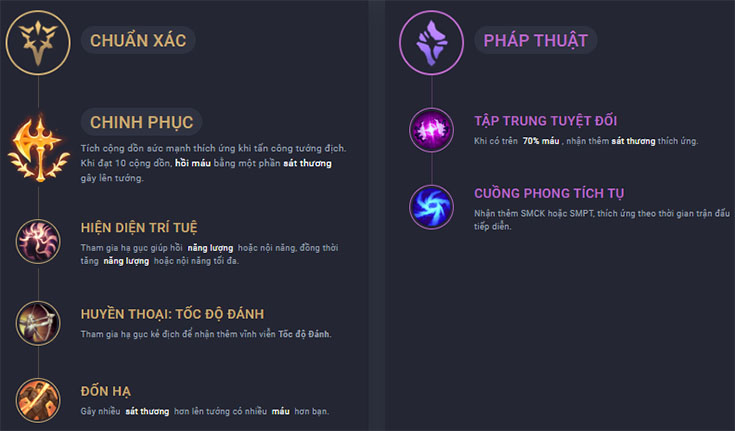 CHUẨN XÁC
CHINH PHỤC
Tích cộng dồn sức mạnh thích ứng khi tấn công tướng địch.
Khi đạt 10 cộng dồn, hồi máu bằng một phần sát thương
gây lên tướng.
HIỆN DIỆN TRÍ TUỆ
Tham gia hạ gục giúp hồi năng lượng hoặc nội năng, đồng thời
tăng năng lượng hoặc nội năng tối đa.
HUYỀN THOẠI: TỐC ĐỘ ĐÁNH
Tham gia hạ gục kẻ địch để nhận thêm vĩnh viễn Tốc độ Đánh.
ĐỐN HẠ
Gây nhiều sát thương hơn lên tướng có nhiều máu hơn bạn.
PHÁP THUẬT
TẬP TRUNG TUYỆT ĐỐI
Khi có trên 70% máu , nhận thêm sát thương thích ứng.
CUỒNG PHONG TÍCH TỤ
Nhận thêm SMCK hoặc SMPT, thích ứng theo thời gian trận đấu
tiếp diễn.